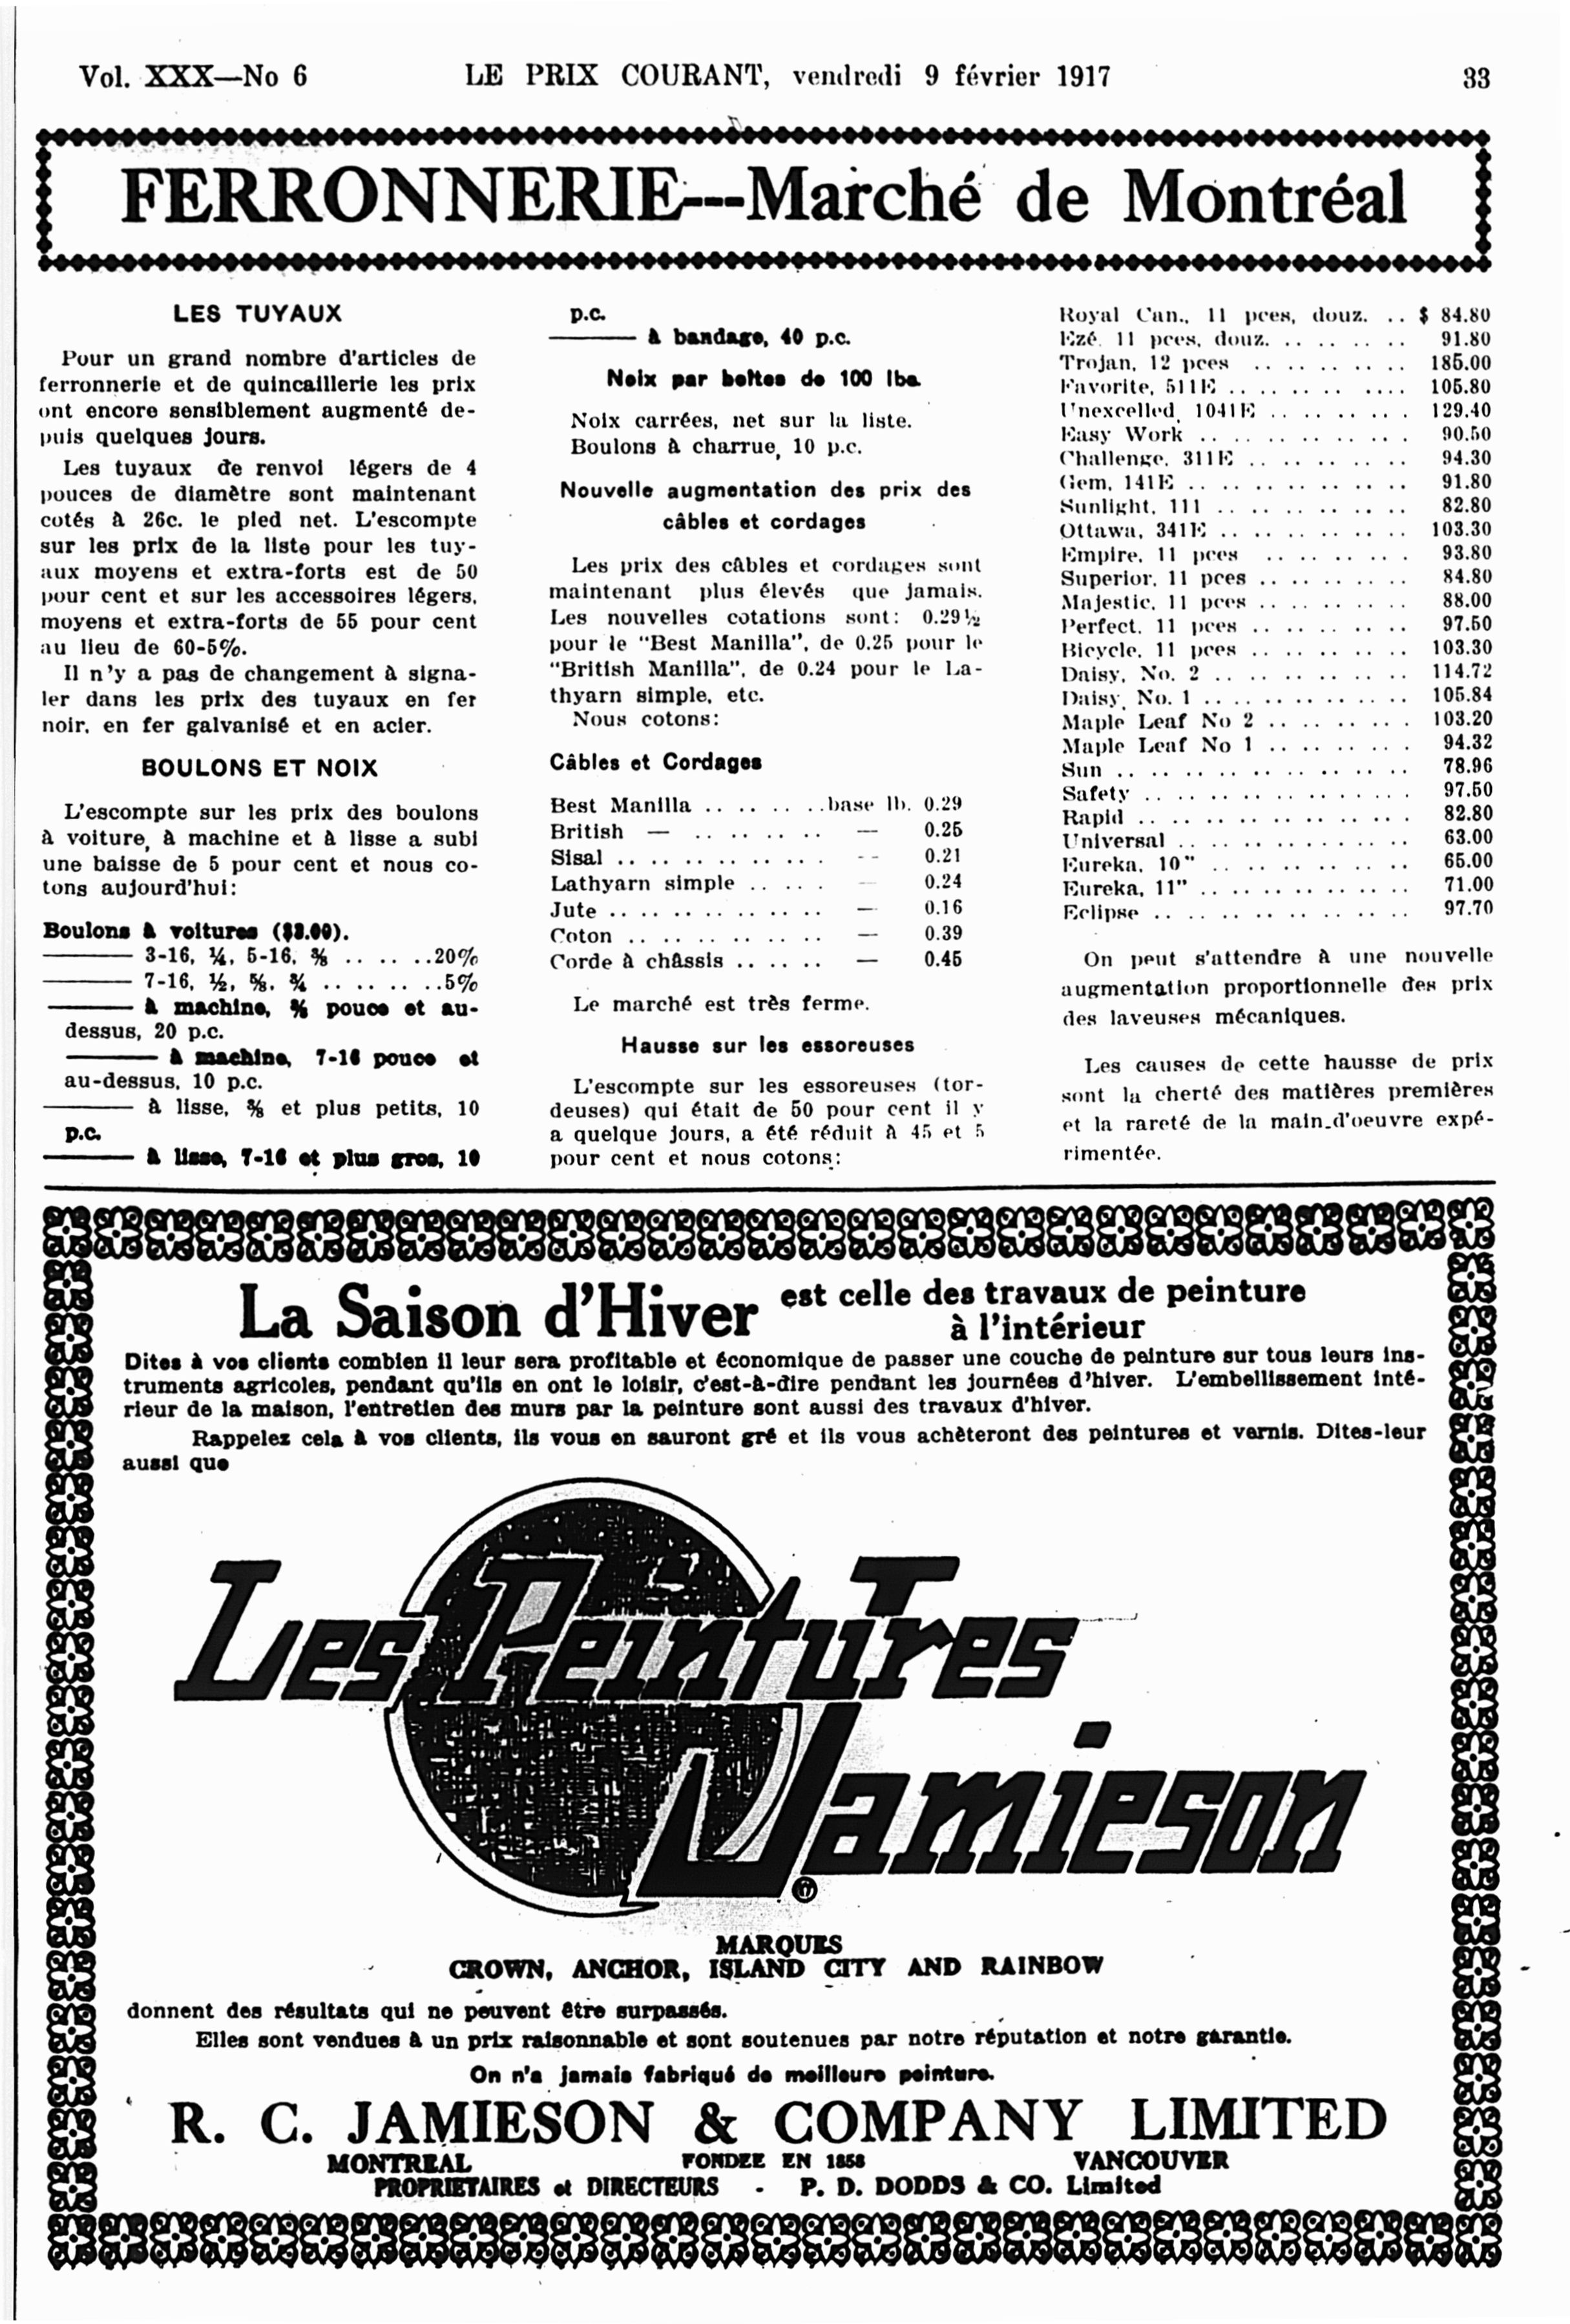 Vol. XXX—No 6 LE PRIX COURANT, vendredi 9 février 1917 33
FERRONNERIE---Marché de Montréal
LES TUYAUX
Pour un grand nombre d'articles de
ferronnerie et de quincaillerie les prix
ont encore sensiblement augmenté de-
puis quelques jours.
Les tuyaux de renvoi légers de 4
pouces de diamètre sont maintenant
cotés à 26c. le pied net. L'escompte
sur les prix de la liste pour les tuy-
aux moyens et extra-forts est de 50
pour cent et sur les accessoires légers,
moyens et extra-forts de 55 pour cent
au lieu de 60-5%.
Il n'y a pas de changement à signa-
ler dans les prix des tuyaux en fer
noir, en fer galvanisé et en acier.
BOULONS ET NOIX
L'escompte sur les prix des boulons
à voiture, à machine et à lisse a subi
une baisse de 5 pour cent et nous co-
tons aujourd'hui:
Boulons à voitures ($3.00).
——— 3-16, ¼, 5-16, ⅜ .. .. ..20%
——— 7-16, ½, ⅝, ¾ .. .. .. ..5%
——— à machine, ⅜ pouce et au-
dessus, 20 p.c.
——— à machine, 7-16 pouce et
au-dessus, 10 p.c.
——— à lisse, ⅜ et plus petits, 10
p.c.
——— à lisse, 7-16 et plus gros, 10
p.c.
——— à bandage, 40 p.c.
Noix par boîtes de 100 lbs.
Noix carrées, net sur la liste.
Boulons à charrue, 10 p.c.
Nouvelle augmentation des prix des
câbles et cordages
Les prix des câbles et cordages sont
maintenant plus élevés que jamais.
Les nouvelles cotations sont: 0.29½
pour le "Best Manilla", de 0.25 pour le
"British Manilla", de 0.24 pour le La-
thyarn simple, etc.
Nous cotons:
Câbles et Cordages
Best Manilla .. .. .. ..base lb. 0.29
British — .. .. .. .. — 0.25
Sisal .. .. .. .. .. .. — 0.21
Lathyarn simple .. .. . — 0.24
Jute .. .. .. .. .. .. — 0.16
Coton .. .. .. .. .. .. — 0.39
Corde à châssis .. .. .. — 0.45
Le marché est très ferme.
Hausse sur les essoreuses
L'escompte sur les essoreuses (tor-
deuses) qui était de 50 pour cent il y
a quelque jours, a été réduit à 45 et 5
pour cent et nous cotons:
Royal Can., 11 pces, douz. .. $ 84.80
Ezé 11 pces, douz. .. .. .. .. 91.80
Trojan, 12 pces .. .. .. .. .. 185.00
Favorite, 511E .. .. .. .. .... 105.80
Unexcelled, 1041E .. .. .. .. 129.40
Easy Work .. .. .. .. .. .. 90.50
Challenge, 311E .. .. .. .. .. 94.30
Gem, 141E .. .. .. .. .. .. 91.80
Sunlight, 111 .. .. .. .. .. .. 82.80
Ottawa, 341E .. .. .. .. .. .. 103.30
Empire, 11 pces .. .. .. .. .. 93.80
Superior, 11 pces .. .. .. .. .. 84.80
Majestic, 11 pces .. .. .. .. .. 88.00
Perfect, 11 pces .. .. .. .. .. 97.50
Bicycle, 11 pces .. .. .. .. .. 103.30
Daisy, No. 2 .. .. .. .. .. .. 114.72
Daisy, No. 1 .. .. .. .. .. .. 105.84
Maple Leaf No 2 .. .. .. .. .. 103.20
Maple Leaf No 1 .. .. .. .. .. 94.32
Sun .. .. .. .. .. .. .. .. 78.96
Safety .. .. .. .. .. .. .. .. 97.50
Rapid .. .. .. .. .. .. .. .. 82.80
Universal .. .. .. .. .. .. .. 63.00
Eureka, 10" .. .. .. .. .. .. 65.00
Eureka, 11" .. .. .. .. .. .. 71.00
Eclipse .. .. .. .. .. .. .. 97.70
On peut s'attendre à une nouvelle
augmentation proportionnelle des prix
des laveuses mécaniques.
Les causes de cette hausse de prix
sont la cherté des matières premières
et la rareté de la main-d'oeuvre expé-
rimentée.
La Saison d'Hiver est celle des travaux de peinture
à l'intérieur
Dites à vos clients combien il leur sera profitable et économique de passer une couche de peinture sur tous leurs ins-
truments agricoles, pendant qu'ils en ont le loisir, c'est-à-dire pendant les journées d'hiver. L'embellissement inté-
rieur de la maison, l'entretien des murs par la peinture sont aussi des travaux d'hiver.
Rappelez cela à vos clients, ils vous en sauront gré et ils vous achèteront des peintures et vernis. Dites-leur
aussi que
Les Peintures
Jamieson
MARQUES
CROWN, ANCHOR, ISLAND CITY AND RAINBOW
donnent des résultats qui ne peuvent être surpassés.
Elles sont vendues à un prix raisonnable et sont soutenues par notre réputation et notre garantie.
On n'a jamais fabriqué de meilleure peinture.
R. C. JAMIESON & COMPANY LIMITED
MONTREAL FONDEE EN 1858 VANCOUVER
PROPRIETAIRES et DIRECTEURS - P. D. DODDS & CO. Limited